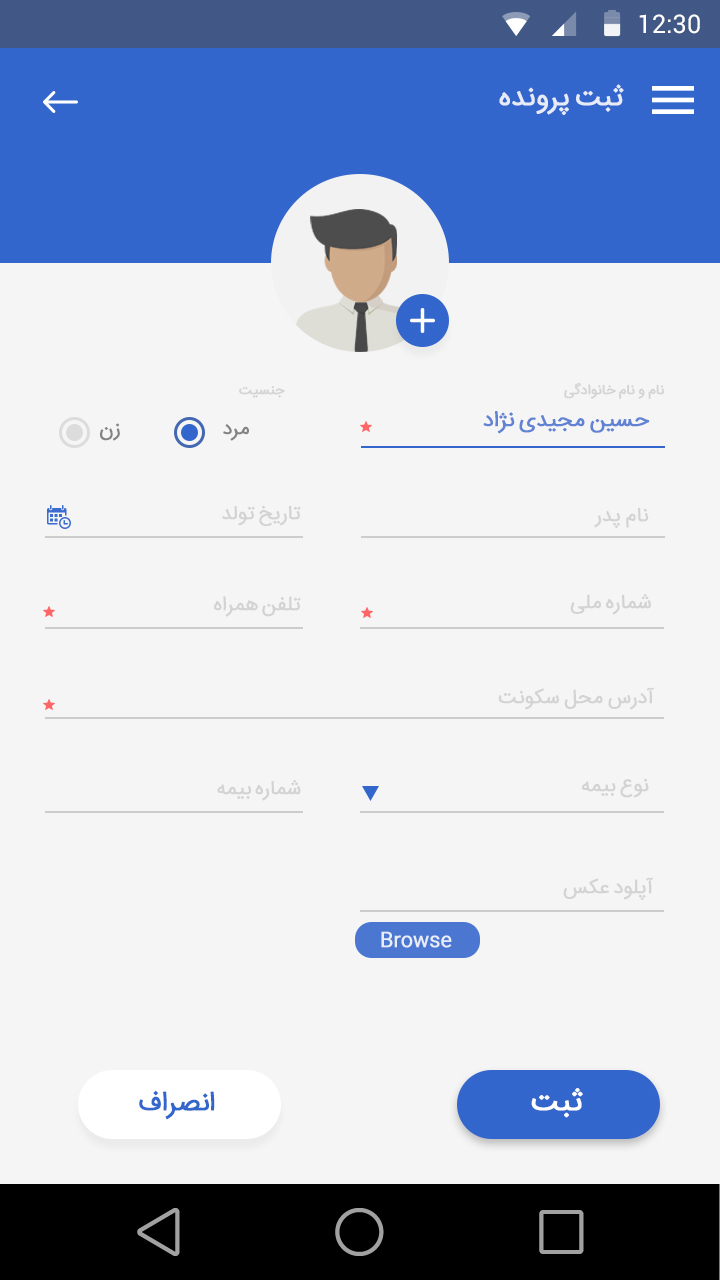 12:30
ثبت پرونده
نام و نام خانوادگی
جنسیت
حسین مجیدی نژاد
مرد
زن
نام پدر
تاریخ تولد
شماره ملی
تلفن همراه
آدرس محل سکونت
نوع بیمه
شماره بیمه
آپلود عکس
Browse
ثبت
انصراف